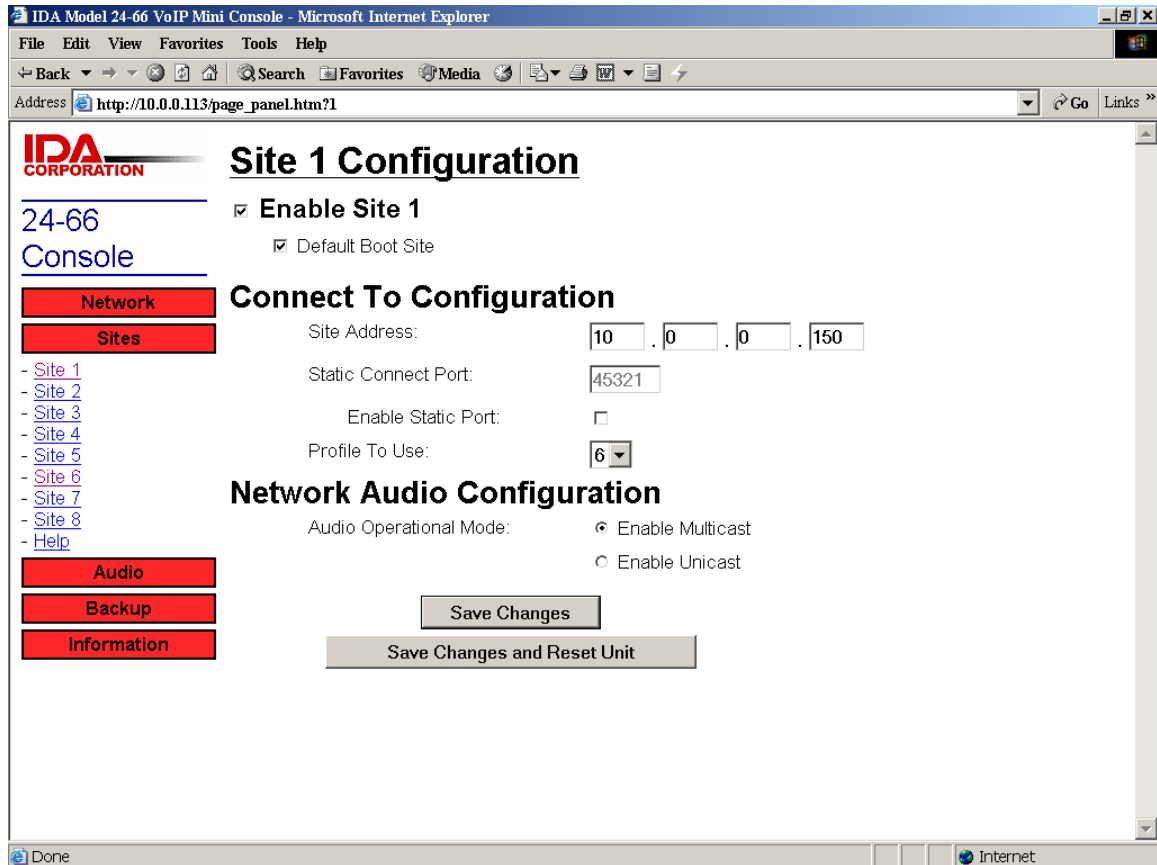 IDA Model 24-66 VoIP Mini Console - Microsoft Internet Explorer
File Edit View Favorites Tools Help
Back Search Favorites Media
Address http://10.0.0.113/page_panel.htm?1 Go Links »
IDA
CORPORATION
24-66
Console
Network
Sites
- Site 1
- Site 2
- Site 3
- Site 4
- Site 5
- Site 6
- Site 7
- Site 8
- Help
Audio
Backup
Information
Site 1 Configuration
Enable Site 1
Default Boot Site
Connect To Configuration
Site Address: 10 . 0 . 0 . 150
Static Connect Port: 45321
Enable Static Port:
Profile To Use: 6
Network Audio Configuration
Audio Operational Mode: Enable Multicast
Enable Unicast
Save Changes
Save Changes and Reset Unit
Done Internet